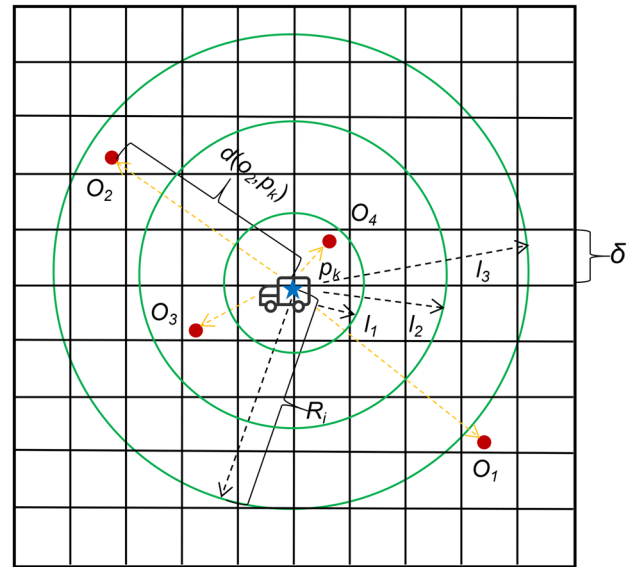 d(o₂,pₖ)
O₂
O₄
δ
pₖ
l₃
O₃
l₁
l₂
Rᵢ
O₁